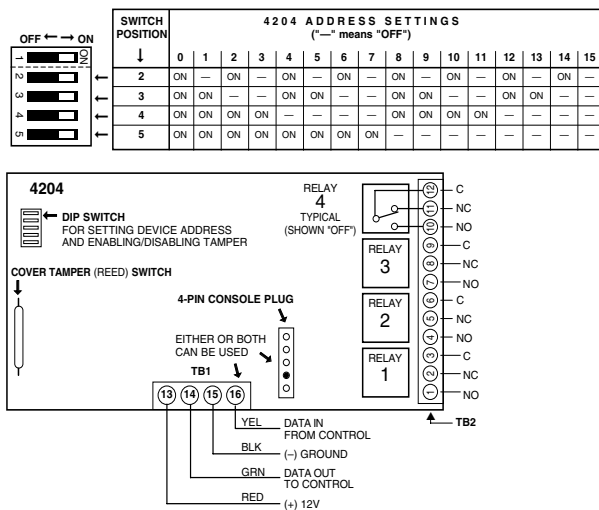 OFF ← → ON
ON
1
2
3
4
5
SWITCH POSITION ↓ 4204 ADDRESS SETTINGS
("—" means "OFF")
0 1 2 3 4 5 6 7 8 9 10 11 12 13 14 15
2 ON — ON — ON — ON — ON — ON — ON — ON —
3 ON ON — — ON ON — — ON ON — — ON ON — —
4 ON ON ON ON — — — — ON ON ON ON — — — —
5 ON ON ON ON ON ON ON ON — — — — — — — —
4204
DIP SWITCH
FOR SETTING DEVICE ADDRESS
AND ENABLING/DISABLING TAMPER
COVER TAMPER (REED) SWITCH
4-PIN CONSOLE PLUG
EITHER OR BOTH
CAN BE USED
TB1
13 14 15 16
RELAY
4
TYPICAL
(SHOWN "OFF")
RELAY
3
RELAY
2
RELAY
1
12 C
11 NC
10 NO
9 C
8 NC
7 NO
6 C
5 NC
4 NO
3 C
2 NC
1 NO
TB2
YEL DATA IN
FROM CONTROL
BLK (–) GROUND
GRN DATA OUT
TO CONTROL
RED (+) 12V